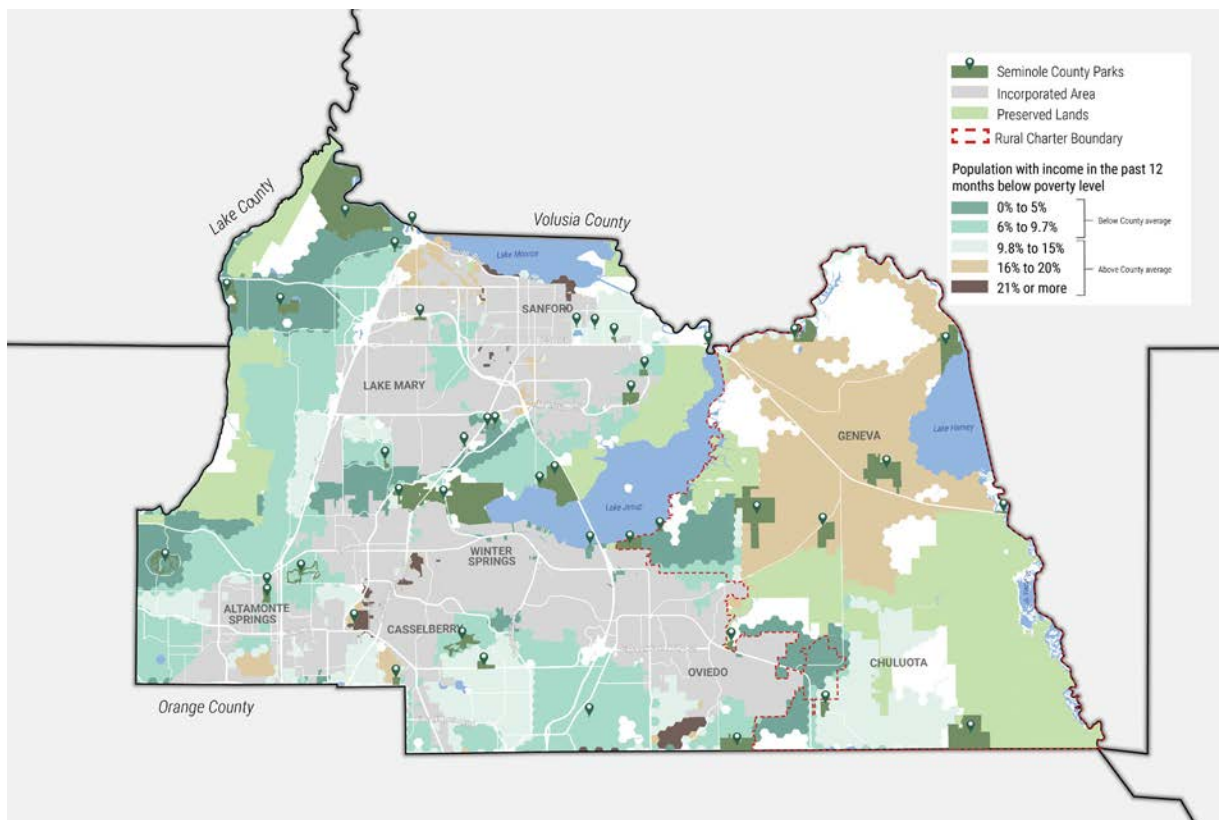 Seminole County Parks
Incorporated Area
Preserved Lands
Rural Charter Boundary
Population with income in the past 12
months below poverty level
0% to 5%
6% to 9.7%
Below County average
9.8% to 15%
16% to 20%
Above County average
21% or more
Lake County
Volusia County
Lake Monroe
SANFORD
LAKE MARY
GENEVA
Lake Harney
Lake Jesup
WINTER
SPRINGS
ALTAMONTE
SPRINGS
CASSELBERRY
OVIEDO
CHULUOTA
Orange County